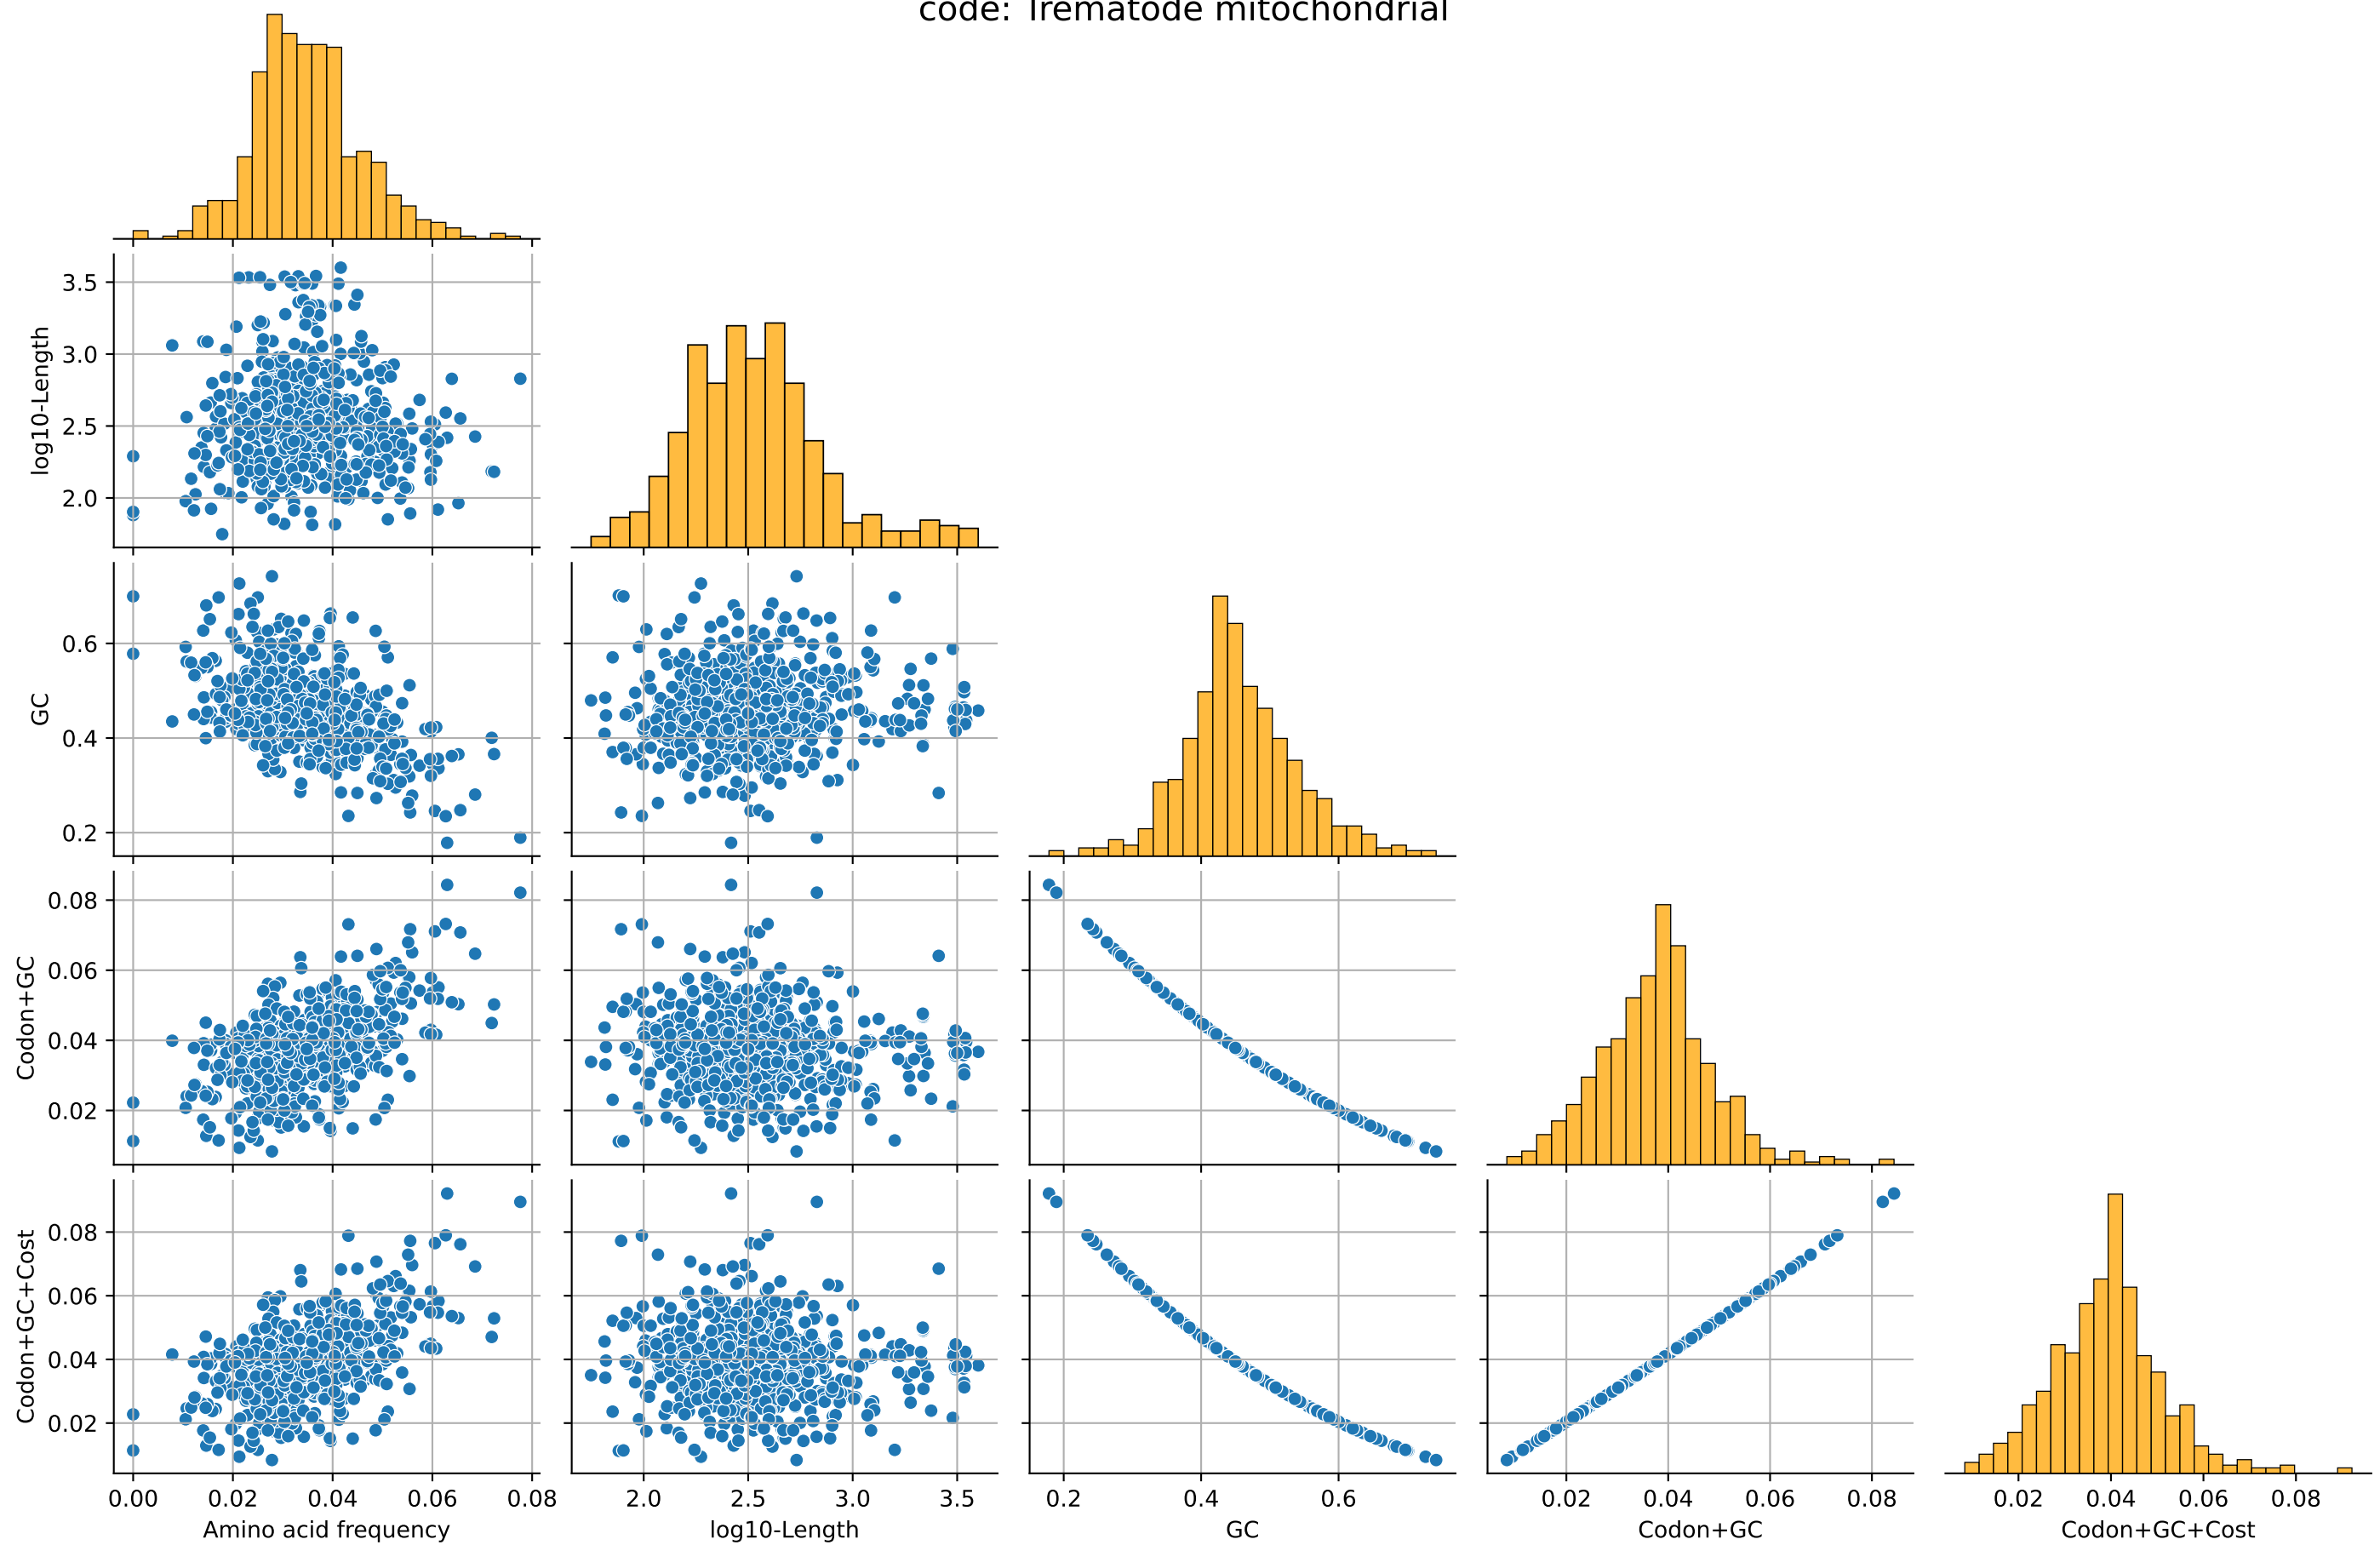 code: Trematode mitochondrial
3.5
3.0
2.5
2.0
log10-Length
0.6
0.4
0.2
GC
0.08
0.06
0.04
0.02
Codon+GC
0.08
0.06
0.04
0.02
Codon+GC+Cost
0.00 0.02 0.04 0.06 0.08
2.0 2.5 3.0 3.5
0.2 0.4 0.6
0.02 0.04 0.06 0.08
0.02 0.04 0.06 0.08
Amino acid frequency
log10-Length
GC
Codon+GC
Codon+GC+Cost